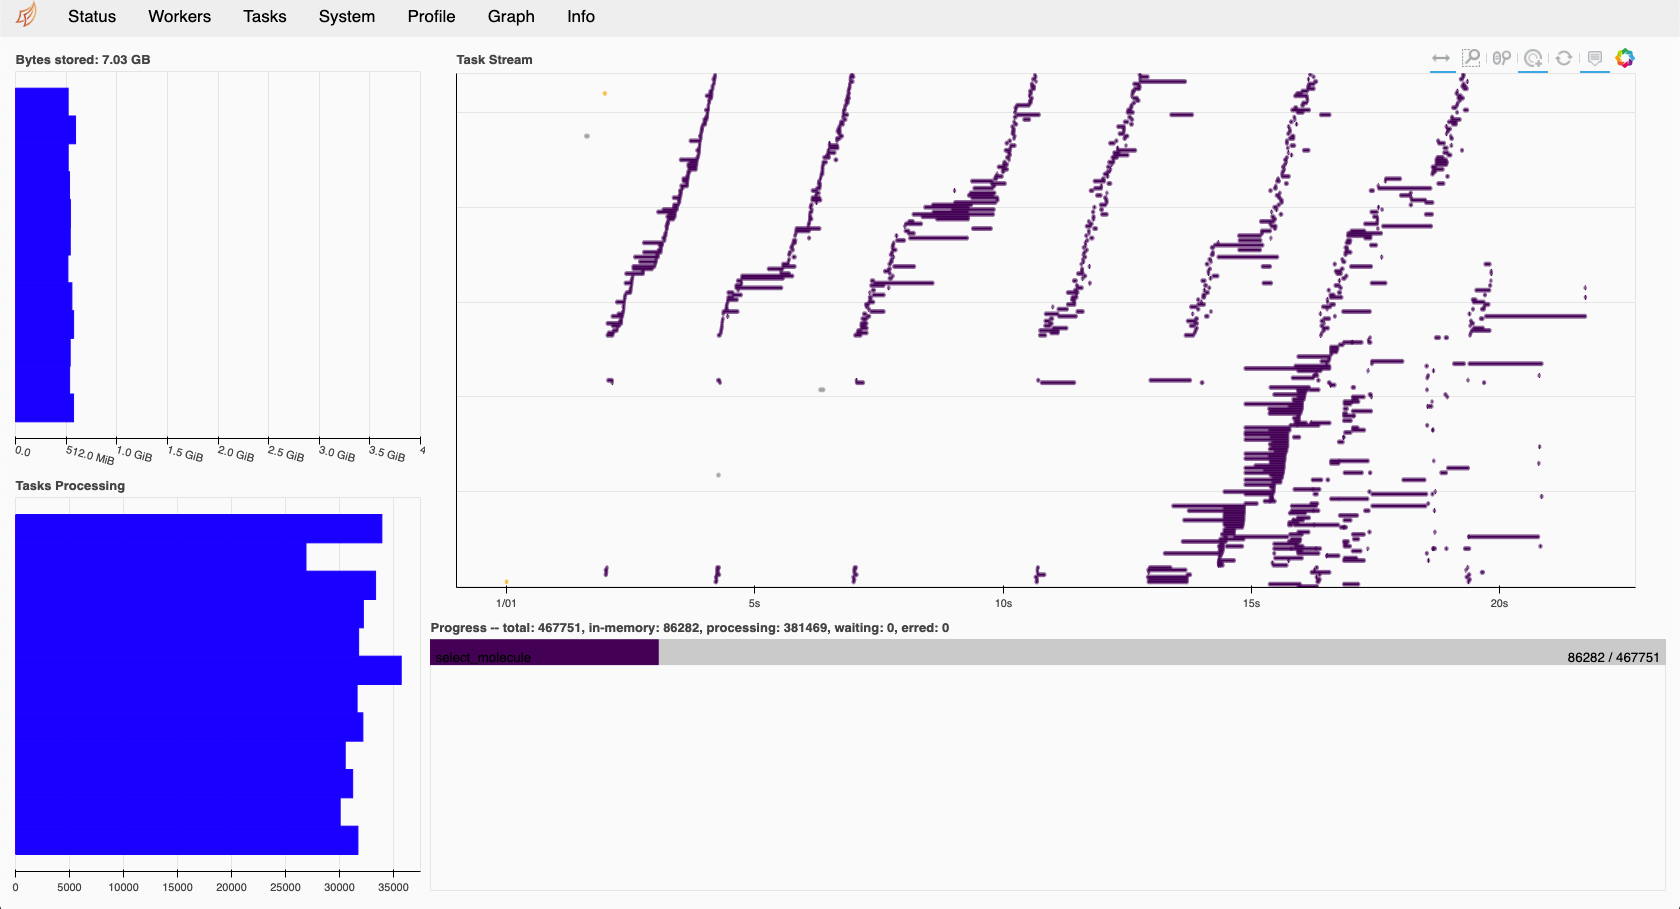 Status Workers Tasks System Profile Graph Info
Bytes stored: 7.03 GB
0.0 512.0 MiB 1.0 GiB 1.5 GiB 2.0 GiB 2.5 GiB 3.0 GiB 3.5 GiB 4
Tasks Processing
0 5000 10000 15000 20000 25000 30000 35000
Task Stream
1/01 5s 10s 15s 20s
Progress -- total: 467751, in-memory: 86282, processing: 381469, waiting: 0, erred: 0
select_molecule 86282 / 467751